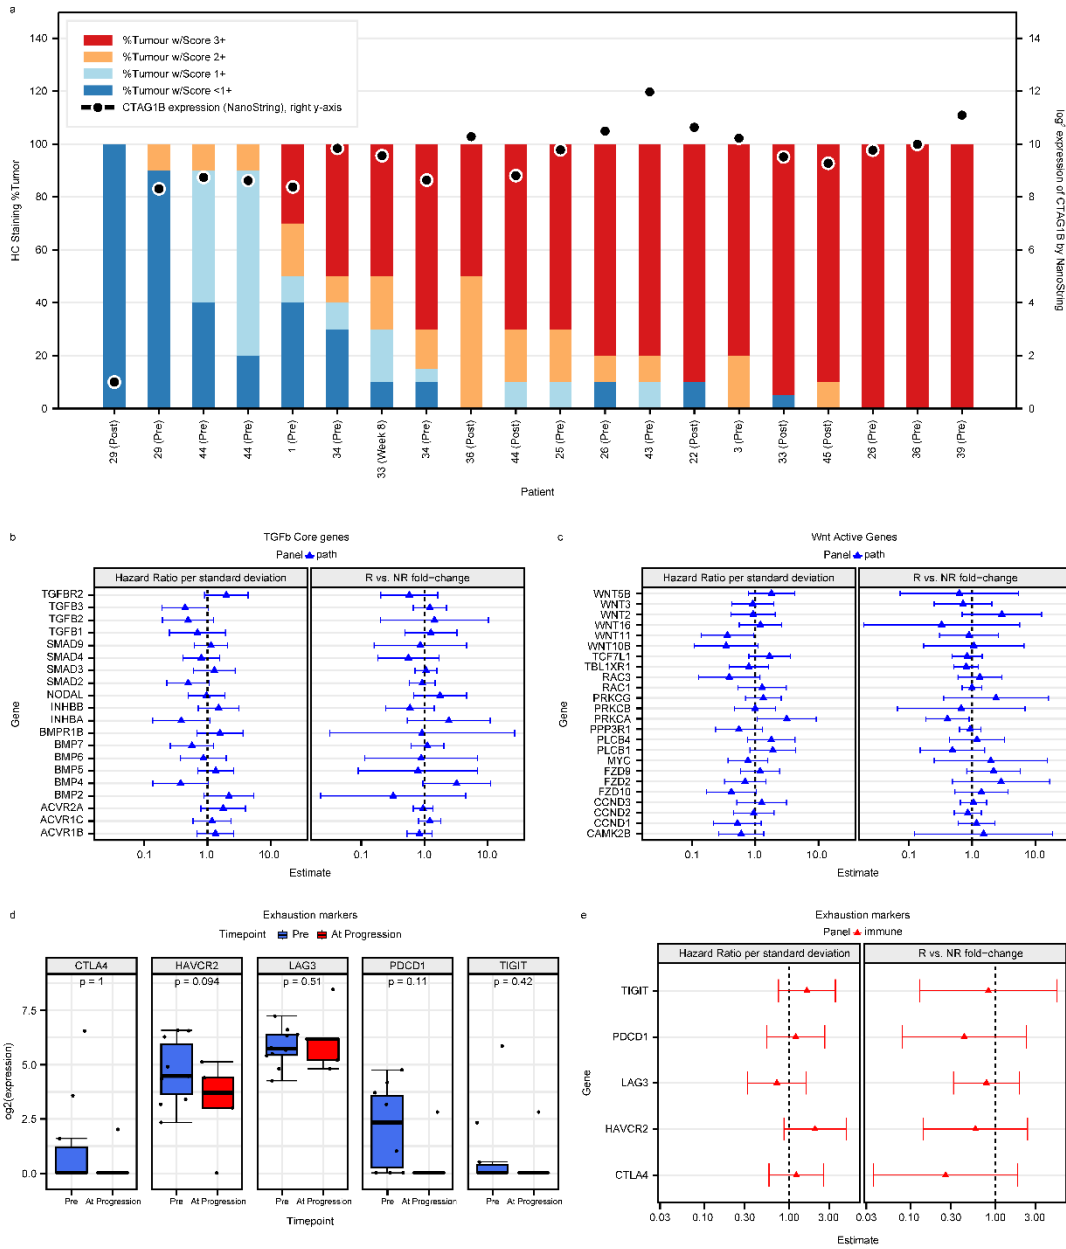 a
%Tumour w/Score 3+
%Tumour w/Score 2+
%Tumour w/Score 1+
%Tumour w/Score <1+
CTAG1B expression (NanoString), right y-axis
140
120
100
80
60
40
20
0
14
12
10
8
6
4
2
0
HC Staining %Tumor
log² expression of CTAG1B by NanoString
29 (Post)
29 (Pre)
44 (Pre)
44 (Pre)
1 (Pre)
34 (Pre)
33 (Week 8)
34 (Pre)
36 (Post)
44 (Post)
25 (Pre)
26 (Pre)
43 (Pre)
22 (Post)
3 (Pre)
33 (Post)
45 (Post)
26 (Pre)
36 (Pre)
39 (Pre)
Patient
b
TGFb Core genes
Panel path
Hazard Ratio per standard deviation
R vs. NR fold−change
TGFBR2
TGFB3
TGFB2
TGFB1
SMAD9
SMAD4
SMAD3
SMAD2
NODAL
INHBB
INHBA
BMPR1B
BMP7
BMP6
BMP5
BMP4
BMP2
ACVR2A
ACVR1C
ACVR1B
Gene
0.1 1.0 10.0
0.1 1.0 10.0
Estimate
c
Wnt Active Genes
Panel path
Hazard Ratio per standard deviation
R vs. NR fold−change
WNT5B
WNT3
WNT2
WNT16
WNT11
WNT10B
TCF7L1
TBL1XR1
RAC3
RAC1
PRKCG
PRKCB
PRKCA
PPP3R1
PLCB4
PLCB1
MYC
FZD9
FZD2
FZD10
CCND3
CCND2
CCND1
CAMK2B
Gene
0.1 1.0 10.0
0.1 1.0 10.0
Estimate
d
Exhaustion markers
Timepoint Pre At Progression
CTLA4 HAVCR2 LAG3 PDCD1 TIGIT
p = 1 p = 0.094 p = 0.51 p = 0.11 p = 0.42
7.5
5.0
2.5
0.0
og2(expression)
Pre At Progression Pre At Progression Pre At Progression Pre At Progression Pre At Progression
Timepoint
e
Exhaustion markers
Panel immune
Hazard Ratio per standard deviation
R vs. NR fold−change
TIGIT
PDCD1
LAG3
HAVCR2
CTLA4
Gene
0.03 0.10 0.30 1.00 3.00
0.03 0.10 0.30 1.00 3.00
Estimate